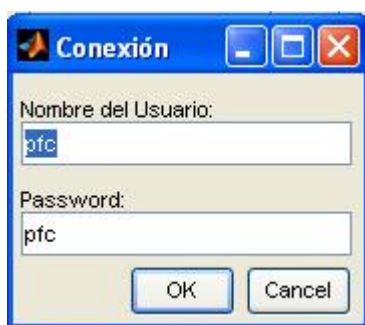 Conexión
Nombre del Usuario:
pfc
Password:
pfc
OK Cancel